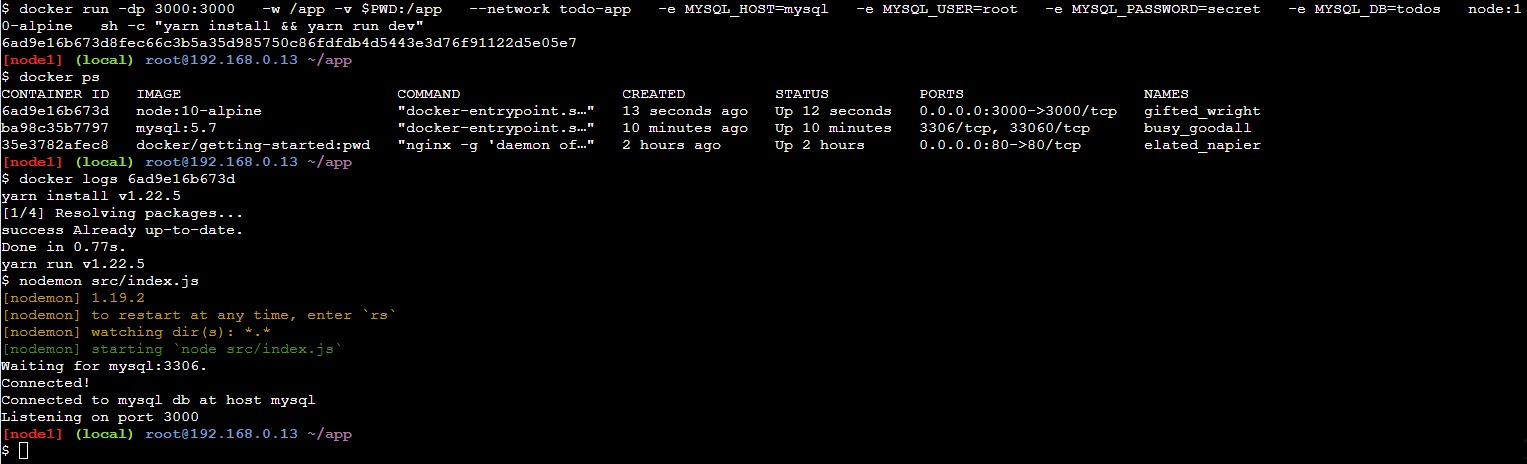 $ docker run -dp 3000:3000   -w /app -v $PWD:/app   --network todo-app   -e MYSQL_HOST=mysql   -e MYSQL_USER=root   -e MYSQL_PASSWORD=secret   -e MYSQL_DB=todos   node:1
0-alpine   sh -c "yarn install && yarn run dev"
6ad9e16b673d8fec66c3b5a35d985750c86fdfdb4d5443e3d76f91122d5e05e7
[node1] (local) root@192.168.0.13 ~/app
$ docker ps
CONTAINER ID   IMAGE                        COMMAND                  CREATED          STATUS          PORTS                    NAMES
6ad9e16b673d   node:10-alpine               "docker-entrypoint.s…"   13 seconds ago   Up 12 seconds   0.0.0.0:3000->3000/tcp   gifted_wright
ba98c35b7797   mysql:5.7                    "docker-entrypoint.s…"   10 minutes ago   Up 10 minutes   3306/tcp, 33060/tcp      busy_goodall
35e3782afec8   docker/getting-started:pwd   "nginx -g 'daemon of…"   2 hours ago      Up 2 hours      0.0.0.0:80->80/tcp       elated_napier
[node1] (local) root@192.168.0.13 ~/app
$ docker logs 6ad9e16b673d
yarn install v1.22.5
[1/4] Resolving packages...
success Already up-to-date.
Done in 0.77s.
yarn run v1.22.5
$ nodemon src/index.js
[nodemon] 1.19.2
[nodemon] to restart at any time, enter `rs`
[nodemon] watching dir(s): *.*
[nodemon] starting `node src/index.js`
Waiting for mysql:3306.
Connected!
Connected to mysql db at host mysql
Listening on port 3000
[node1] (local) root@192.168.0.13 ~/app
$